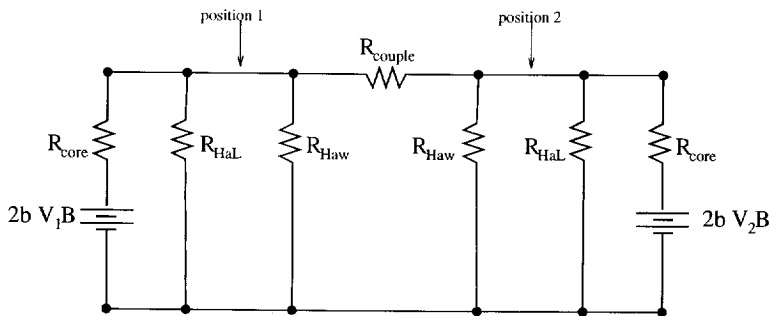 position 1
position 2
R_couple
R_core
R_HaL
R_Haw
R_Haw
R_HaL
R_core
2b V_1B
2b V_2B